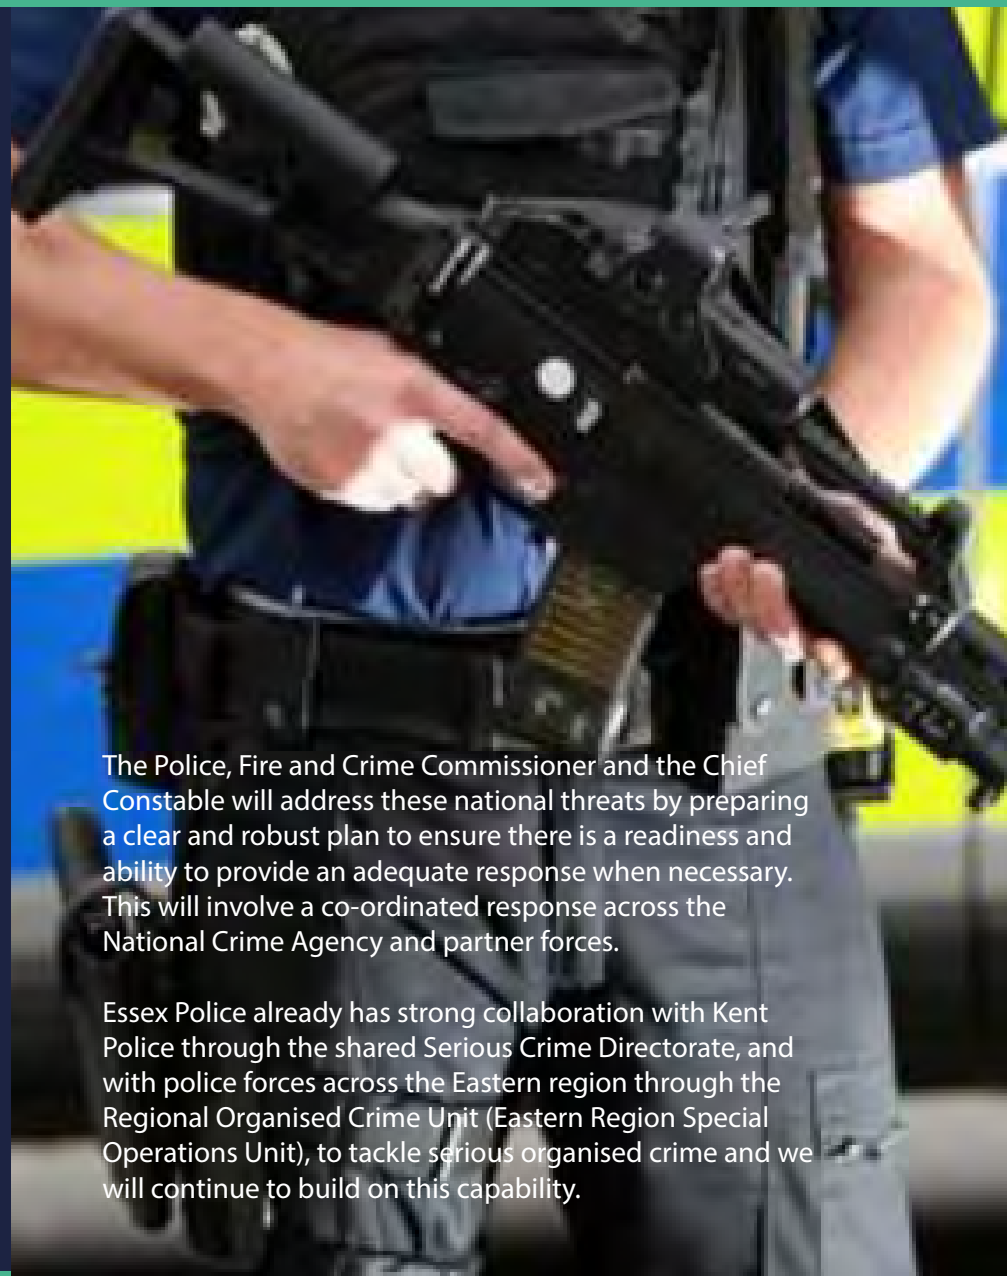 The Police, Fire and Crime Commissioner and the Chief
Constable will address these national threats by preparing
a clear and robust plan to ensure there is a readiness and
ability to provide an adequate response when necessary.
This will involve a co-ordinated response across the
National Crime Agency and partner forces.
Essex Police already has strong collaboration with Kent
Police through the shared Serious Crime Directorate, and
with police forces across the Eastern region through the
Regional Organised Crime Unit (Eastern Region Special
Operations Unit), to tackle serious organised crime and we
will continue to build on this capability.